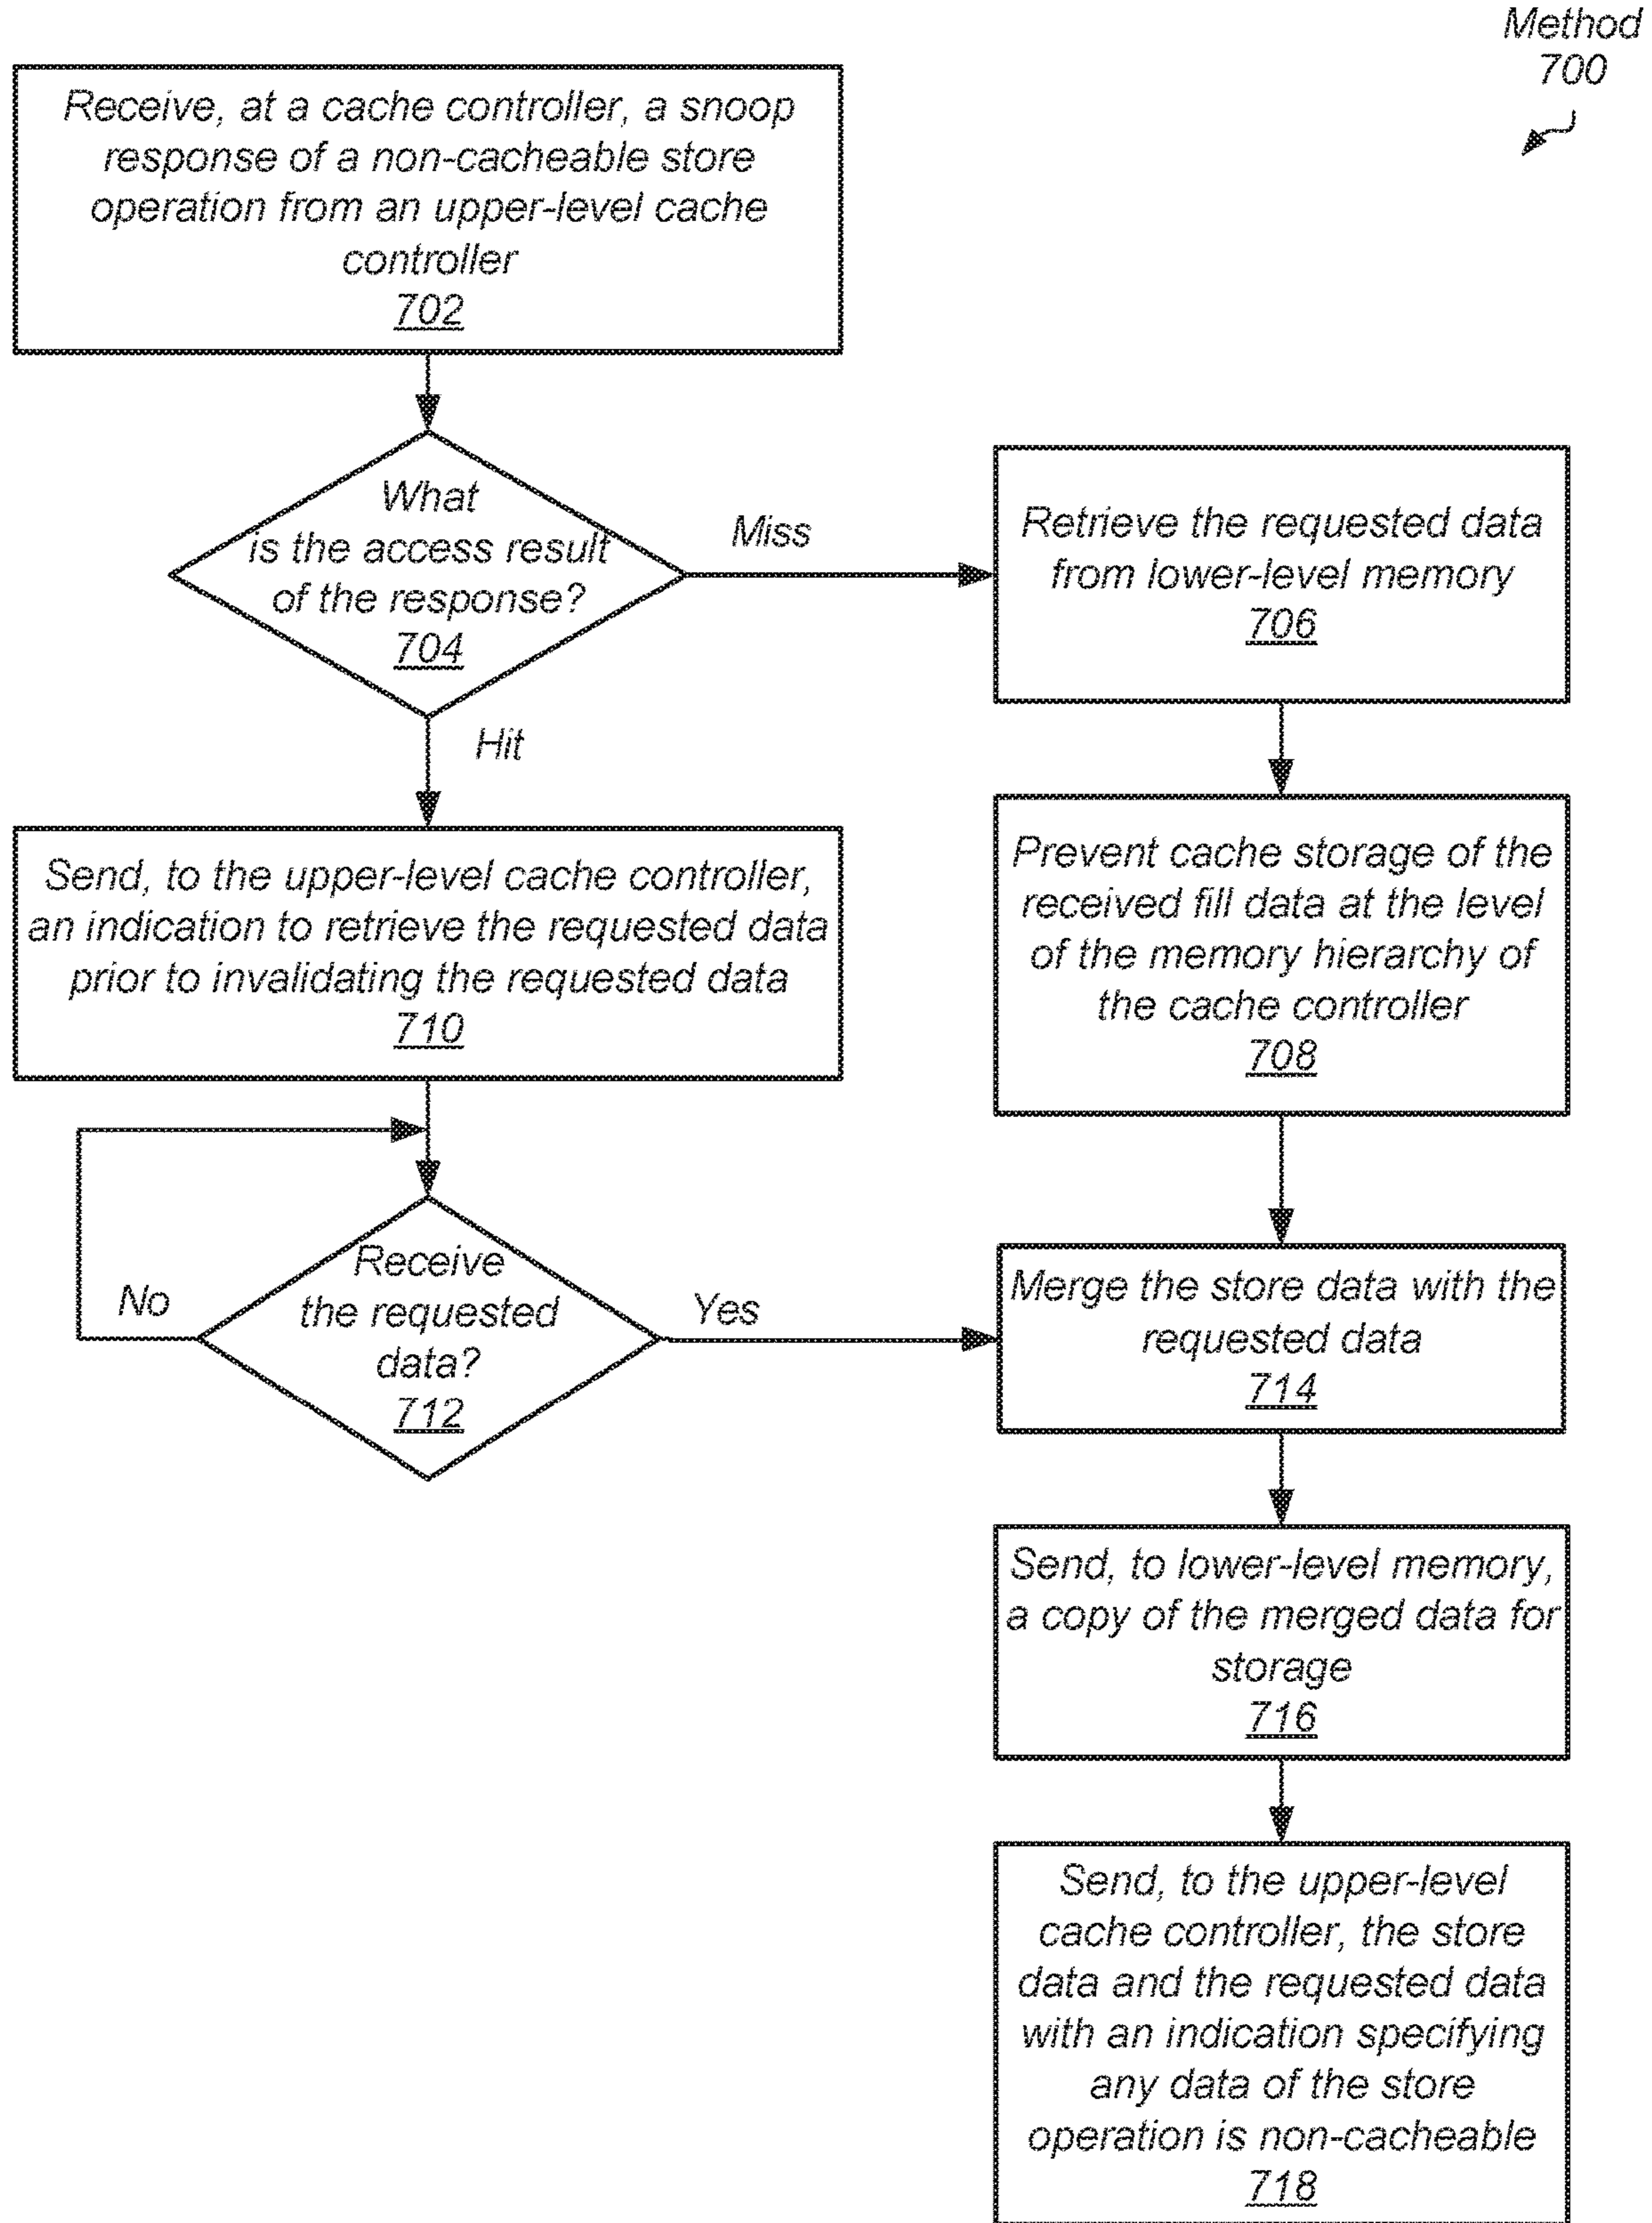 Method
700
Receive, at a cache controller, a snoop
response of a non-cacheable store
operation from an upper-level cache
controller
702
What
is the access result
of the response?
704
Miss
Retrieve the requested data
from lower-level memory
706
Hit
Prevent cache storage of the
received fill data at the level
of the memory hierarchy of
the cache controller
708
Send, to the upper-level cache controller,
an indication to retrieve the requested data
prior to invalidating the requested data
710
Receive
the requested
data?
712
No
Yes
Merge the store data with the
requested data
714
Send, to lower-level memory,
a copy of the merged data for
storage
716
Send, to the upper-level
cache controller, the store
data and the requested data
with an indication specifying
any data of the store
operation is non-cacheable
718